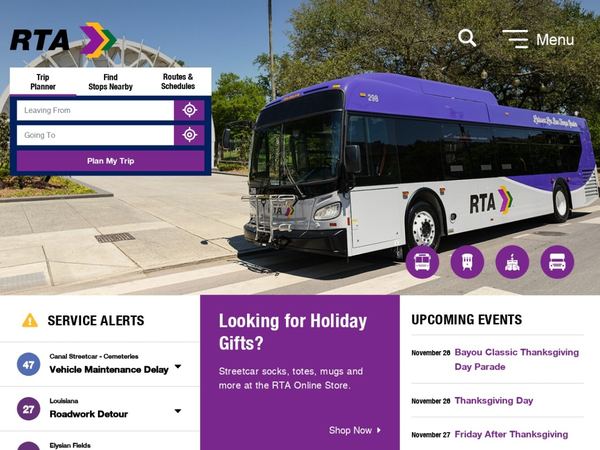 RTA
Menu
Trip
Planner
Find
Stops Nearby
Routes &
Schedules
Leaving From
Going To
Plan My Trip
298
RTA
RTA
SERVICE ALERTS
47
Canal Streetcar - Cemeteries
Vehicle Maintenance Delay
27
Louisiana
Roadwork Detour
Elysian Fields
Looking for Holiday
Gifts?
Streetcar socks, totes, mugs and
more at the RTA Online Store.
Shop Now
UPCOMING EVENTS
November 26 Bayou Classic Thanksgiving
Day Parade
November 26 Thanksgiving Day
November 27 Friday After Thanksgiving